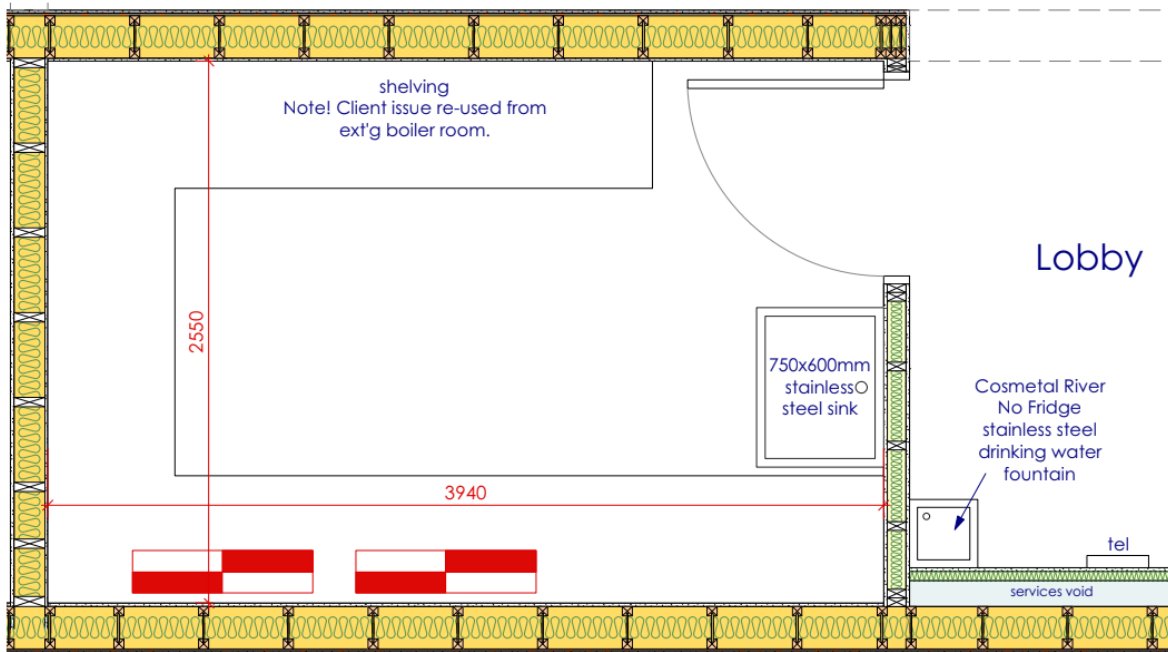 shelving
Note! Client issue re-used from
ext'g boiler room.
2550
Lobby
750x600mm
stainless
steel sink
Cosmetal River
No Fridge
stainless steel
drinking water
fountain
3940
tel
services void